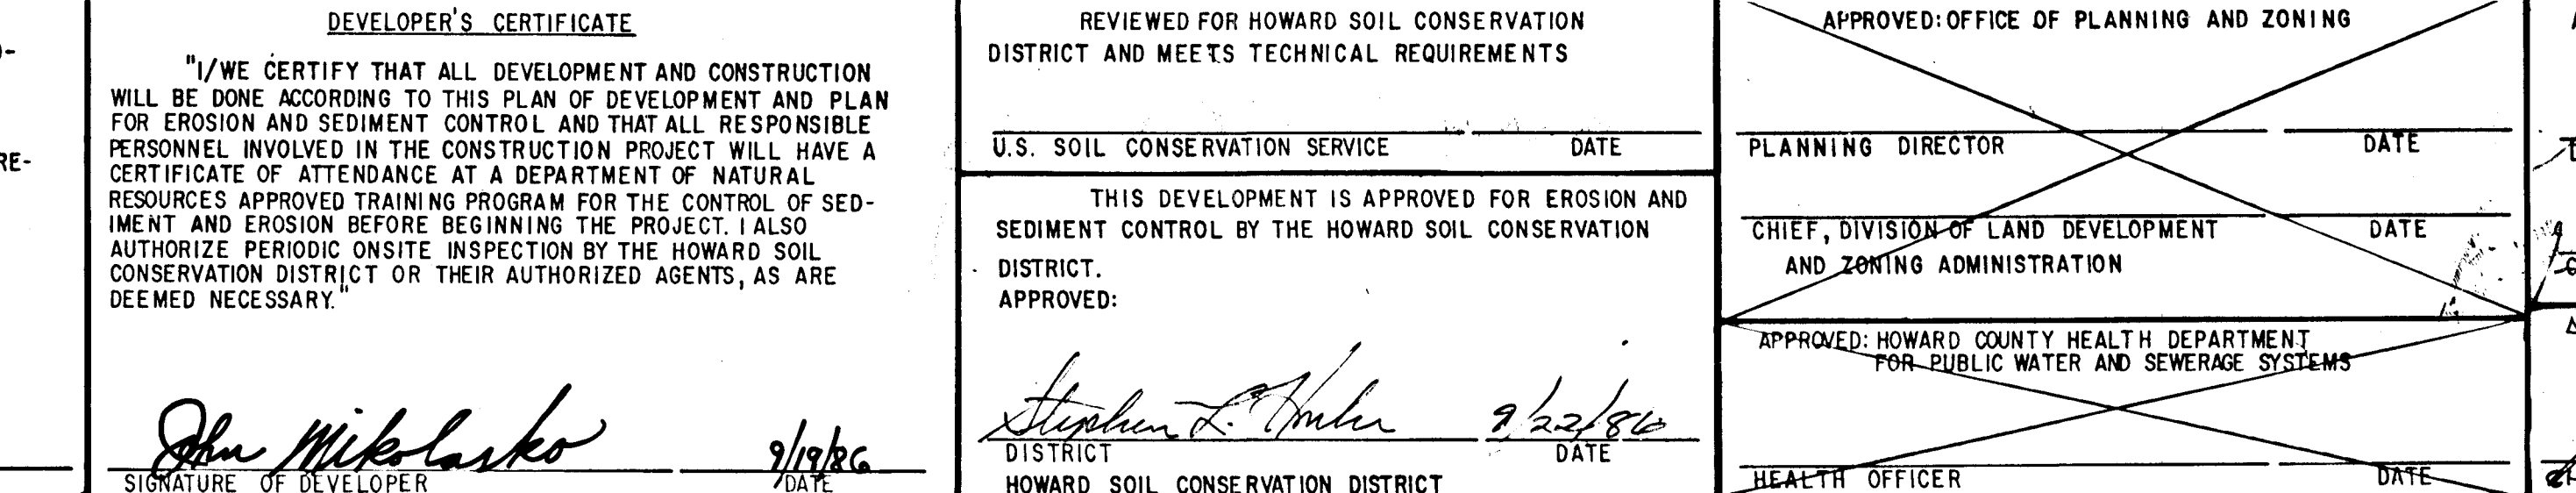 DEVELOPER'S CERTIFICATE
"I/WE CERTIFY THAT ALL DEVELOPMENT AND CONSTRUCTION
WILL BE DONE ACCORDING TO THIS PLAN OF DEVELOPMENT AND PLAN
FOR EROSION AND SEDIMENT CONTROL AND THAT ALL RESPONSIBLE
PERSONNEL INVOLVED IN THE CONSTRUCTION PROJECT WILL HAVE A
CERTIFICATE OF ATTENDANCE AT A DEPARTMENT OF NATURAL
RESOURCES APPROVED TRAINING PROGRAM FOR THE CONTROL OF SED-
IMENT AND EROSION BEFORE BEGINNING THE PROJECT. I ALSO
AUTHORIZE PERIODIC ONSITE INSPECTION BY THE HOWARD SOIL
CONSERVATION DISTRICT OR THEIR AUTHORIZED AGENTS, AS ARE
DEEMED NECESSARY."
John Mikolasko 9/19/86
SIGNATURE OF DEVELOPER DATE
REVIEWED FOR HOWARD SOIL CONSERVATION
DISTRICT AND MEETS TECHNICAL REQUIREMENTS
U.S. SOIL CONSERVATION SERVICE DATE
THIS DEVELOPMENT IS APPROVED FOR EROSION AND
SEDIMENT CONTROL BY THE HOWARD SOIL CONSERVATION
DISTRICT.
APPROVED:
Stephen L. 9/22/86
DISTRICT DATE
HOWARD SOIL CONSERVATION DISTRICT
APPROVED: OFFICE OF PLANNING AND ZONING
PLANNING DIRECTOR DATE
CHIEF, DIVISION OF LAND DEVELOPMENT DATE
AND ZONING ADMINISTRATION
APPROVED: HOWARD COUNTY HEALTH DEPARTMENT
FOR PUBLIC WATER AND SEWERAGE SYSTEMS
HEALTH OFFICER DATE
RE-